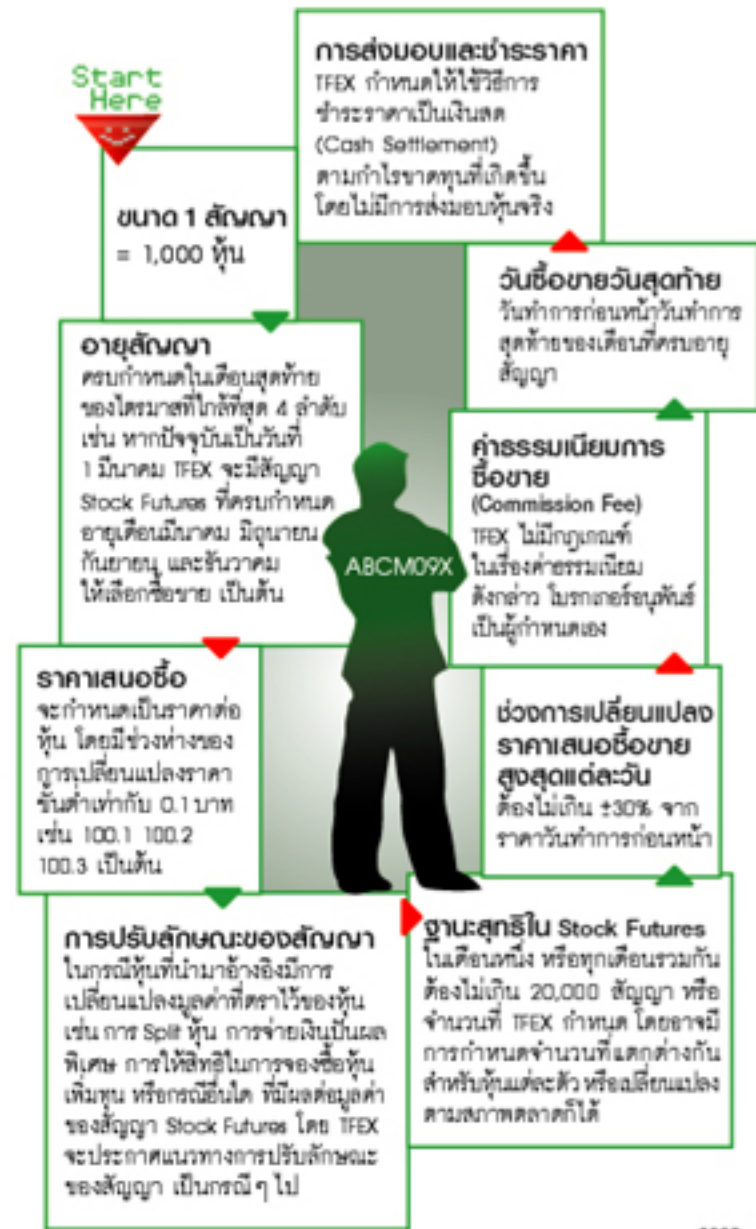 Start
Here
ขนาด 1 สัญญา
= 1,000 หุ้น
อายุสัญญา
ครบกำหนดในเดือนสุดท้าย
ของไตรมาสที่ใกล้ที่สุด 4 ลำดับ
เช่น หากปัจจุบันเป็นวันที่
1 มีนาคม TFEX จะมีสัญญา
Stock Futures ที่ครบกำหนด
อายุเดือนมีนาคม มิถุนายน
กันยายน และธันวาคม
ให้เลือกซื้อขาย เป็นต้น
ราคาเสนอซื้อ
จะกำหนดเป็นราคาต่อ
หุ้น โดยมีช่วงห่างของ
การเปลี่ยนแปลงราคา
ขั้นต่ำเท่ากับ 0.1 บาท
เช่น 100.1 100.2
100.3 เป็นต้น
การปรับลักษณะของสัญญา
ในกรณีหุ้นที่นำมาอ้างอิงมีการ
เปลี่ยนแปลงมูลค่าที่ตราไว้ของหุ้น
เช่น การ Split หุ้น การจ่ายเงินปันผล
พิเศษ การให้สิทธิในการจองซื้อหุ้น
เพิ่มทุน หรือกรณีอื่นใด ที่มีผลต่อมูลค่า
ของสัญญา Stock Futures โดย TFEX
จะประกาศแนวทางการปรับลักษณะ
ของสัญญา เป็นกรณีๆ ไป
ฐานะสุทธิใน Stock Futures
ในเดือนหนึ่ง หรือทุกเดือนรวมกัน
ต้องไม่เกิน 20,000 สัญญา หรือ
จำนวนที่ TFEX กำหนด โดยอาจมี
การกำหนดจำนวนที่แตกต่างกัน
สำหรับหุ้นแต่ละตัว หรือเปลี่ยนแปลง
ตามสภาพตลาดก็ได้
ช่วงการเปลี่ยนแปลง
ราคาเสนอซื้อขาย
สูงสุดแต่ละวัน
ต้องไม่เกิน ±30% จาก
ราคาวันทำการก่อนหน้า
ค่าธรรมเนียมการ
ซื้อขาย
(Commission Fee)
TFEX ไม่มีกฎเกณฑ์
ในเรื่องค่าธรรมเนียม
ดังกล่าว โบรกเกอร์อนุพันธ์
เป็นผู้กำหนดเอง
วันซื้อขายวันสุดท้าย
วันทำการก่อนหน้าวันทำการ
สุดท้ายของเดือนที่ครบอายุ
สัญญา
การส่งมอบและชำระราคา
TFEX กำหนดให้ใช้วิธีการ
ชำระราคาเป็นเงินสด
(Cash Settlement)
ตามกำไรขาดทุนที่เกิดขึ้น
โดยไม่มีการส่งมอบหุ้นจริง
ABCM09X